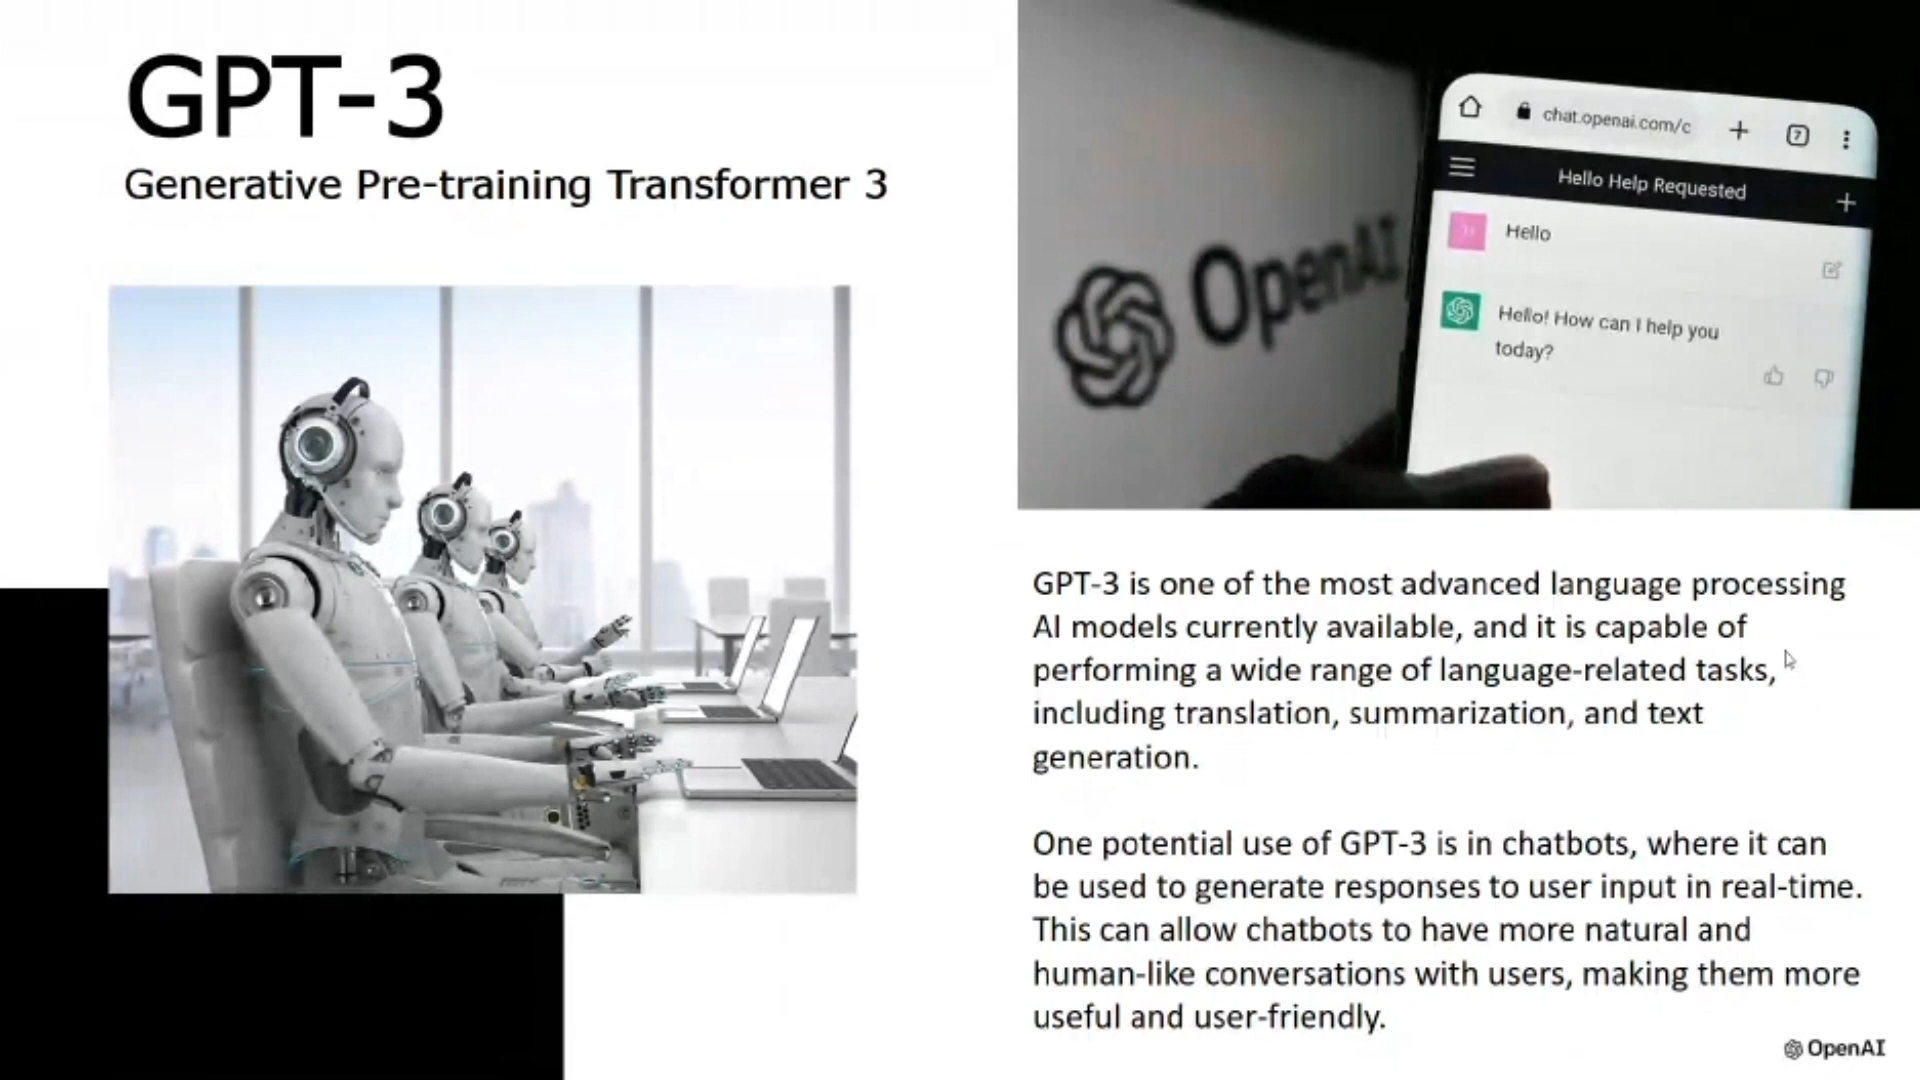 GPT-3
Generative Pre-training Transformer 3
OpenAI
chat.openai.com/c
7
Hello Help Requested
Hello
Hello! How can I help you
today?
GPT-3 is one of the most advanced language processing
AI models currently available, and it is capable of
performing a wide range of language-related tasks,
including translation, summarization, and text
generation.
One potential use of GPT-3 is in chatbots, where it can
be used to generate responses to user input in real-time.
This can allow chatbots to have more natural and
human-like conversations with users, making them more
useful and user-friendly.
OpenAI